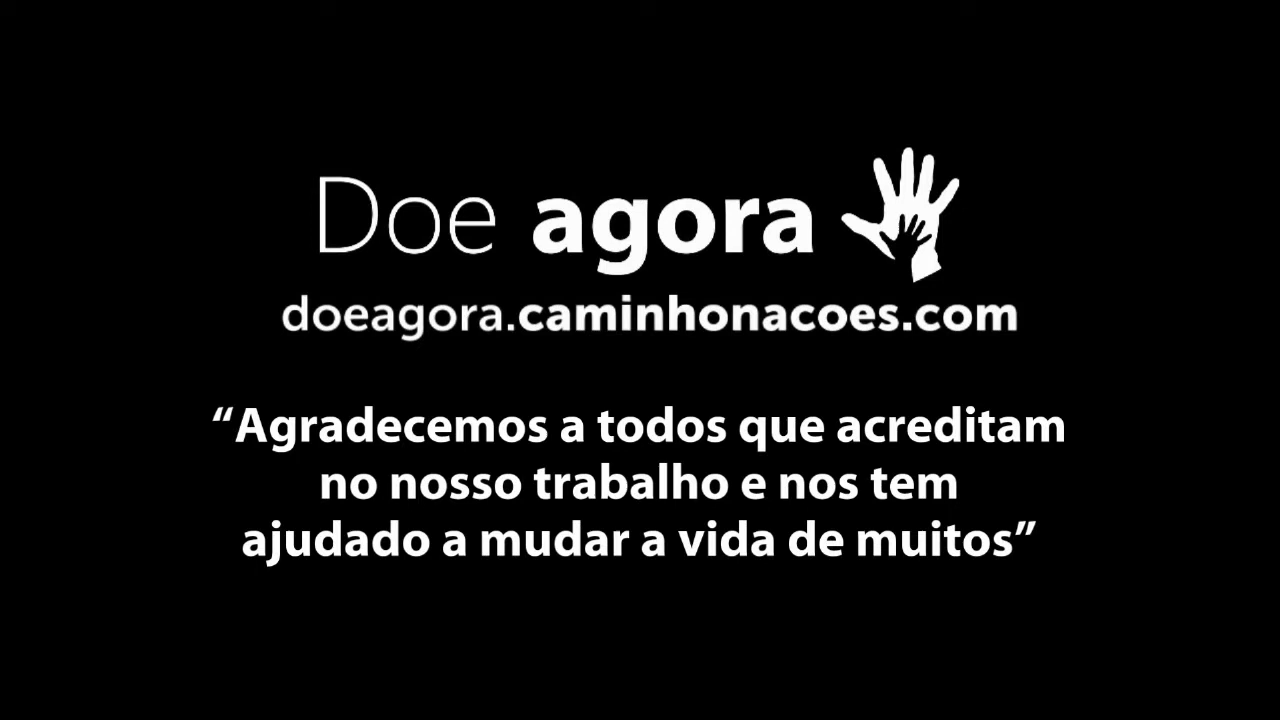 Doe agora
doeagora.caminhonacoes.com
“Agradecemos a todos que acreditam
no nosso trabalho e nos tem
ajudado a mudar a vida de muitos”